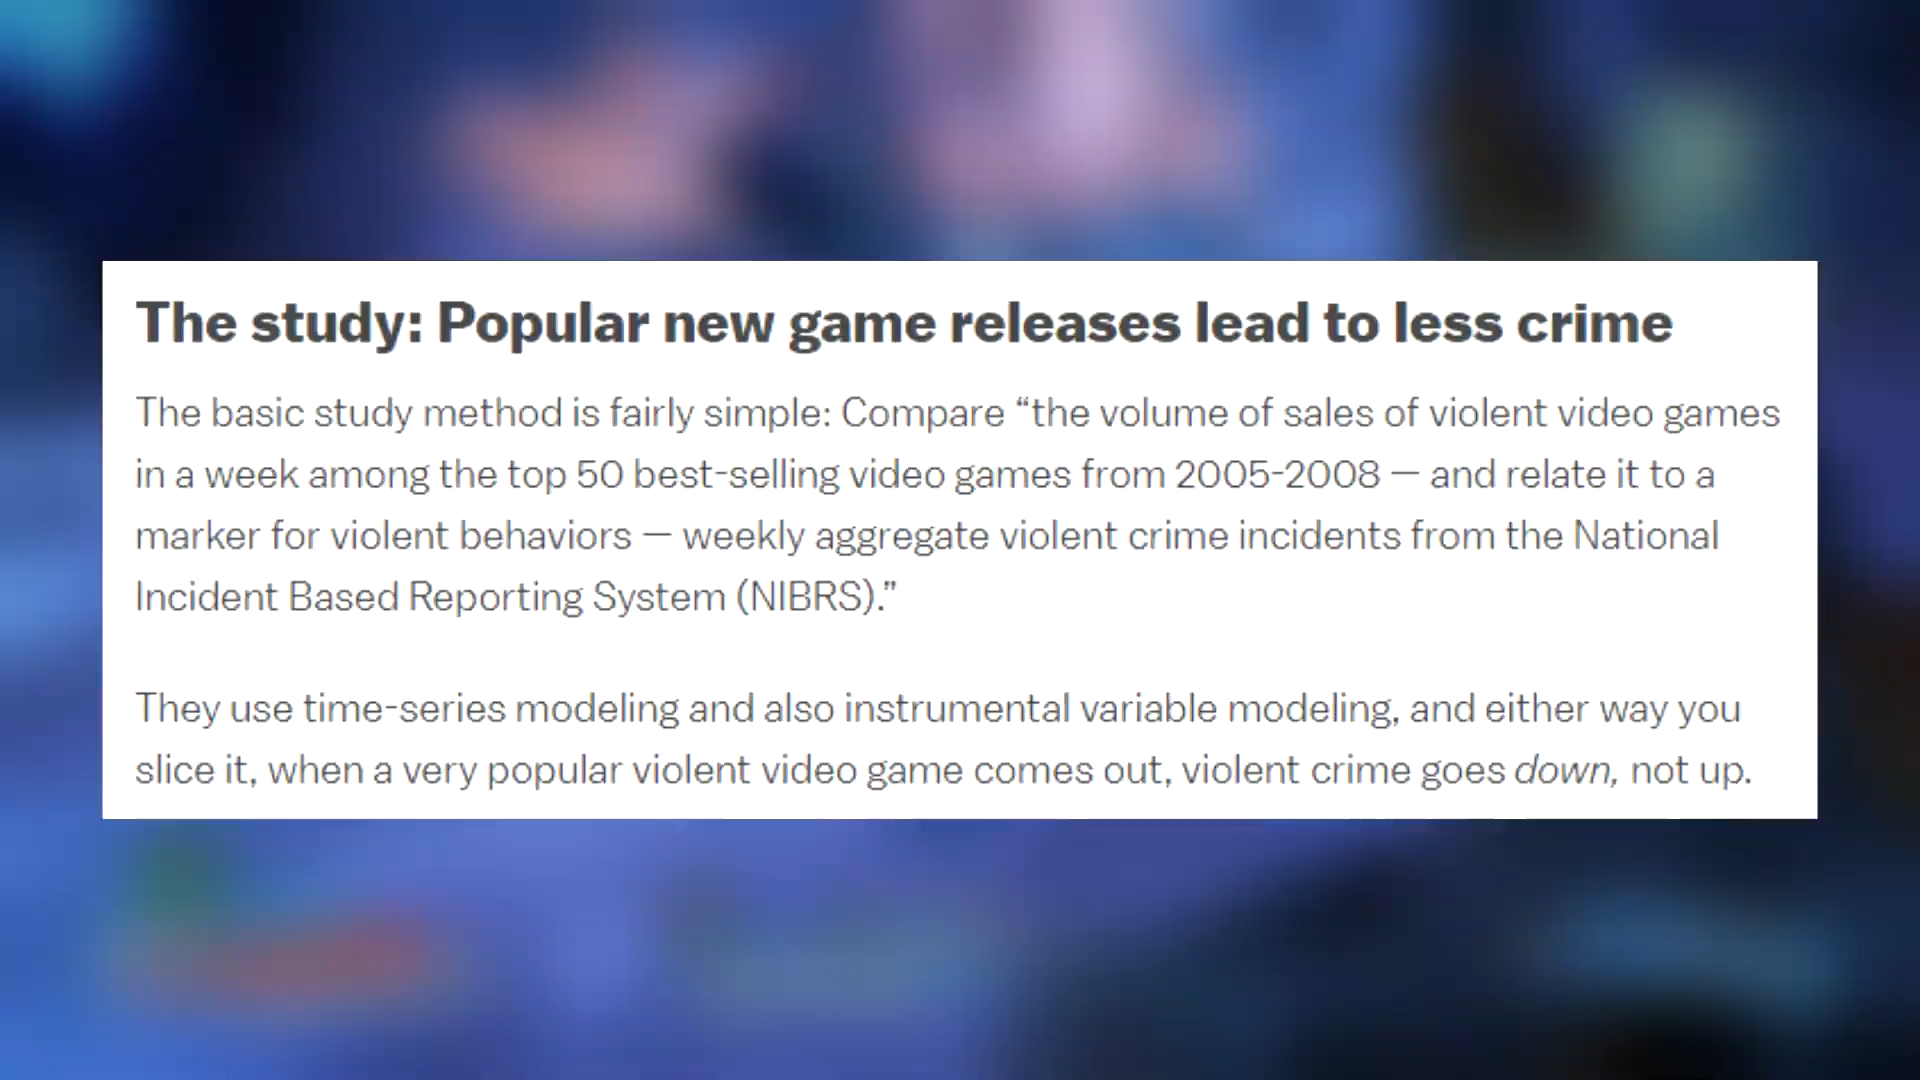 The study: Popular new game releases lead to less crime
The basic study method is fairly simple: Compare “the volume of sales of violent video games
in a week among the top 50 best-selling video games from 2005-2008 — and relate it to a
marker for violent behaviors — weekly aggregate violent crime incidents from the National
Incident Based Reporting System (NIBRS).”
They use time-series modeling and also instrumental variable modeling, and either way you
slice it, when a very popular violent video game comes out, violent crime goes down, not up.